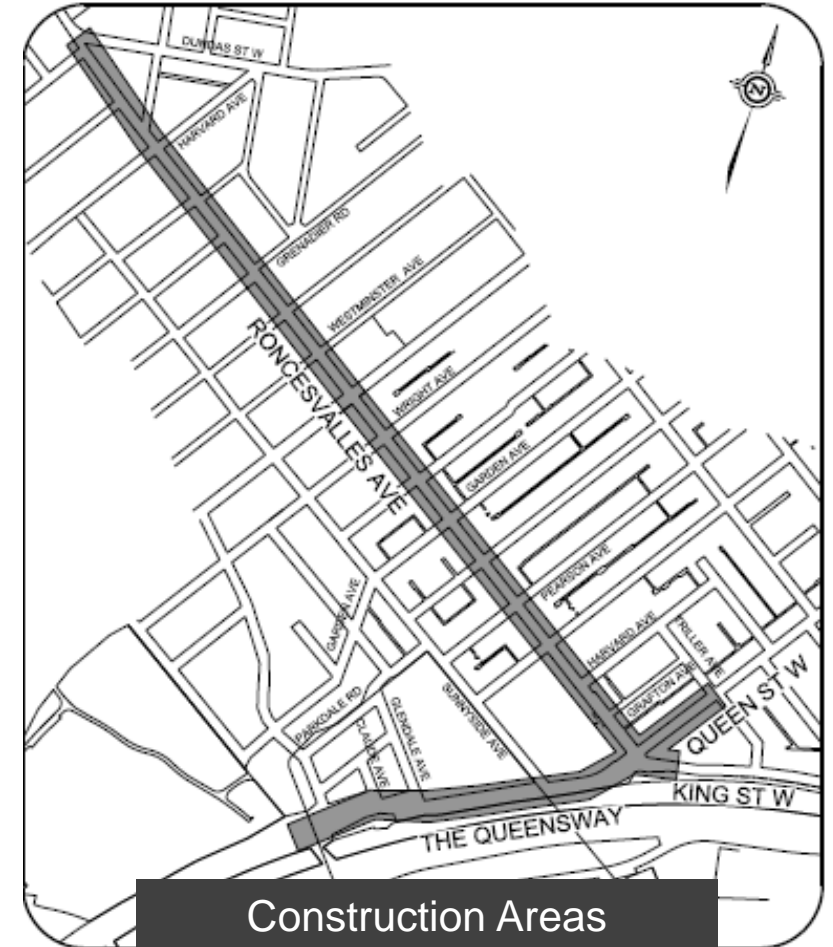 DUNDAS ST W
N
HARVARD AVE
GRENADIER RD
WESTMINSTER AVE
RONCESVALLES AVE
WRIGHT AVE
GARDEN AVE
PEARSON AVE
GARDEN AVE
HARVARD AVE
TRILLER AVE
GRAFTON AVE
QUEEN ST W
PARKDALE RD
CLAUDE AVE
GLENDALE AVE
SUNNYSIDE AVE
KING ST W
THE QUEENSWAY
Construction Areas